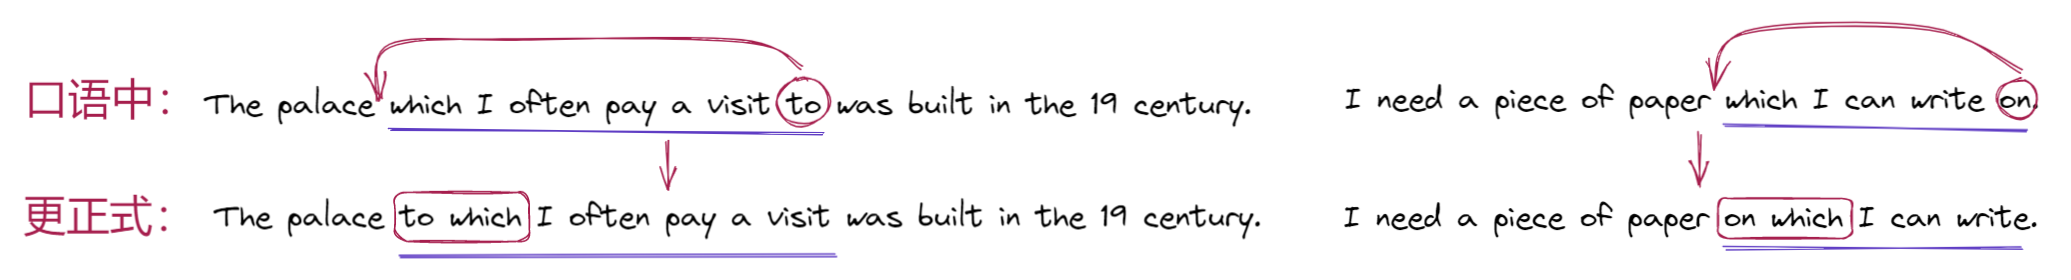 口语中： The palace which I often pay a visit to was built in the 19 century. I need a piece of paper which I can write on.
更正式： The palace to which I often pay a visit was built in the 19 century. I need a piece of paper on which I can write.